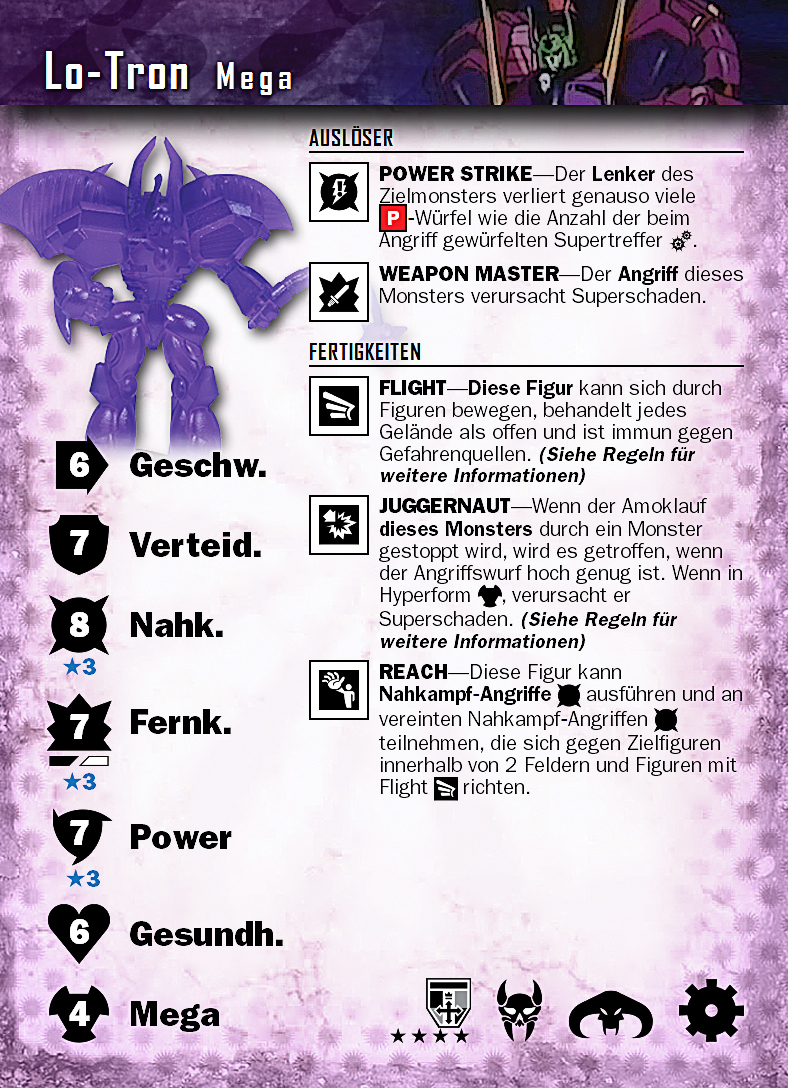 Lo-Tron Mega
AUSLÖSER
POWER STRIKE—Der Lenker des
Zielmonsters verliert genauso viele
P-Würfel wie die Anzahl der beim
Angriff gewürfelten Supertreffer.
WEAPON MASTER—Der Angriff dieses
Monsters verursacht Superschaden.
FERTIGKEITEN
FLIGHT—Diese Figur kann sich durch
Figuren bewegen, behandelt jedes
Gelände als offen und ist immun gegen
Gefahrenquellen. (Siehe Regeln für
weitere Informationen)
JUGGERNAUT—Wenn der Amoklauf
dieses Monsters durch ein Monster
gestoppt wird, wird es getroffen, wenn
der Angriffswurf hoch genug ist. Wenn in
Hyperform , verursacht er
Superschaden. (Siehe Regeln für
weitere Informationen)
REACH—Diese Figur kann
Nahkampf-Angriffe ausführen und an
vereinten Nahkampf-Angriffen
teilnehmen, die sich gegen Zielfiguren
innerhalb von 2 Feldern und Figuren mit
Flight richten.
6 Geschw.
7 Verteid.
8 Nahk.
★3
7 Fernk.
★3
7 Power
★3
6 Gesundh.
4 Mega
★★★★